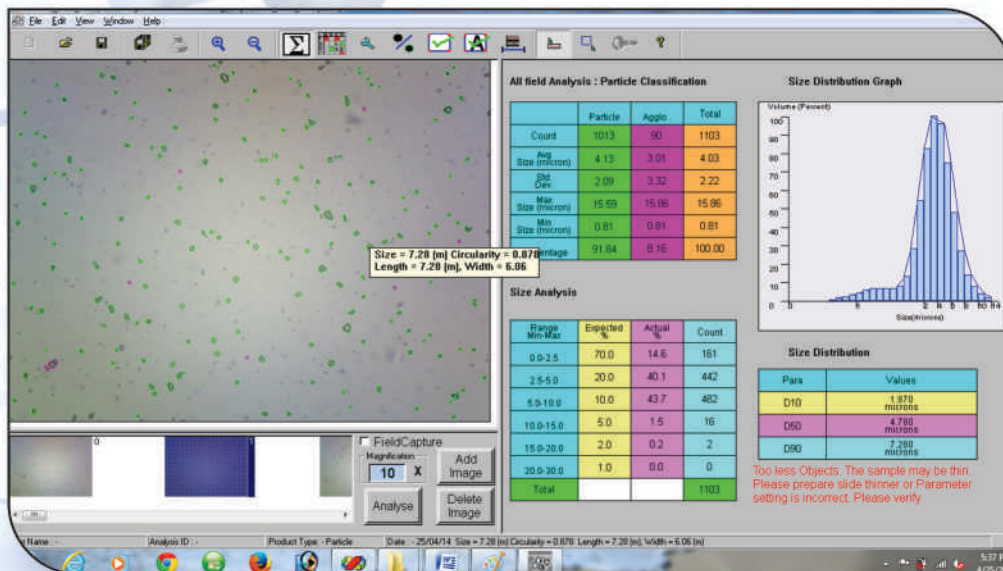 File Edit View Window Help
All field Analysis : Particle Classification
Particle Agglo. Total
Count 1013 90 1103
Avg Size (micron) 4.13 3.01 4.03
Std. Dev. 2.09 3.32 2.22
Max Size (micron) 15.59 15.86 15.86
Min Size (micron) 0.81 0.81 0.81
entage 91.84 8.16 100.00
Size = 7.28 [m] Circularity = 0.878
Length = 7.28 [m], Width = 6.06
Size Analysis
Range Min-Max Expected % Actual % Count
0.0-2.5 70.0 14.6 161
2.5-5.0 20.0 40.1 442
5.0-10.0 10.0 43.7 482
10.0-15.0 5.0 1.5 16
15.0-20.0 2.0 0.2 2
20.0-30.0 1.0 0.0 0
Total 1103
Size Distribution Graph
Volume (Percent)
100
90
80
70
60
50
40
30
20
10
0
Size(microns)
Size Distribution
Para Values
D10 1.870 microns
D50 4.780 microns
D90 7.280 microns
Too less Objects. The sample may be thin.
Please prepare slide thinner or Parameter
setting is incorrect. Please verify
0
1
FieldCapture
Magnification
10 X
Add Image
Analyse
Delete Image
Name : - Analysis ID : - Product Type: - Particle Date : - 25/04/14 Size = 7.28 [m] Circularity = 0.878 Length = 7.28 [m], Width = 6.06 [m]
5:37 P